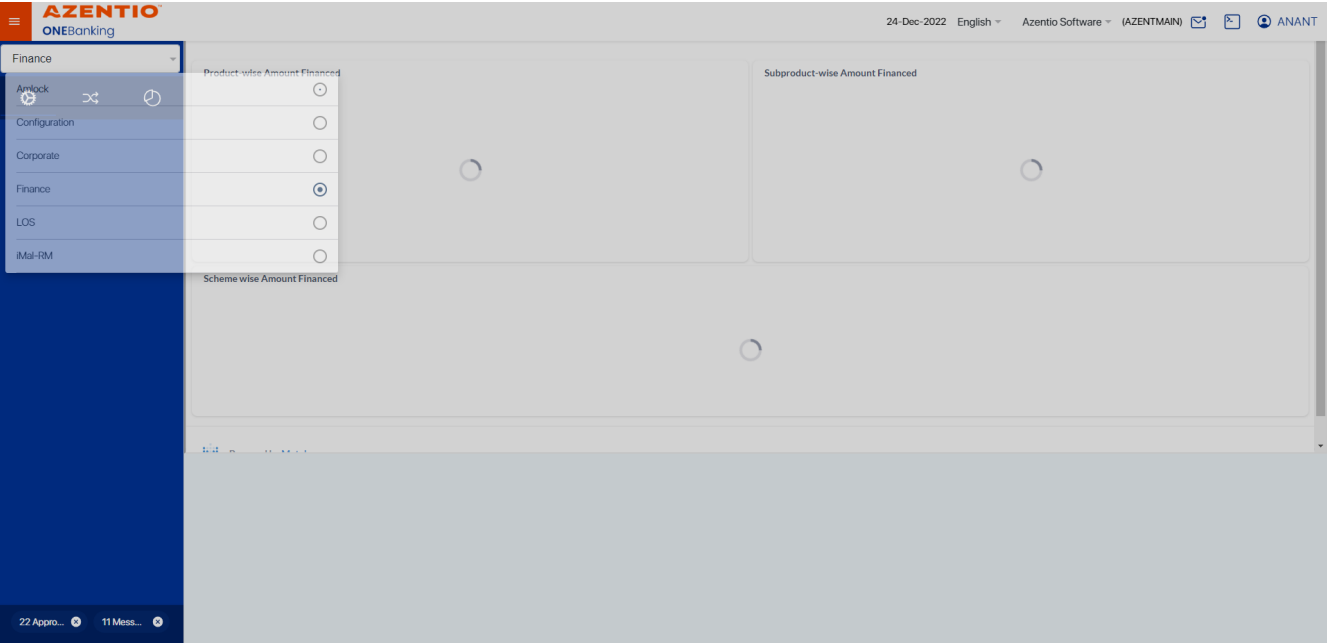 AZENTIO
ONEBanking
24-Dec-2022 English Azentio Software (AZENTMAIN) ANANT
Finance
Product-wise Amount Financed
Subproduct-wise Amount Financed
Amlock
Configuration
Corporate
Finance
LOS
iMal-RM
Scheme wise Amount Financed
22 Appro...
11 Mess...